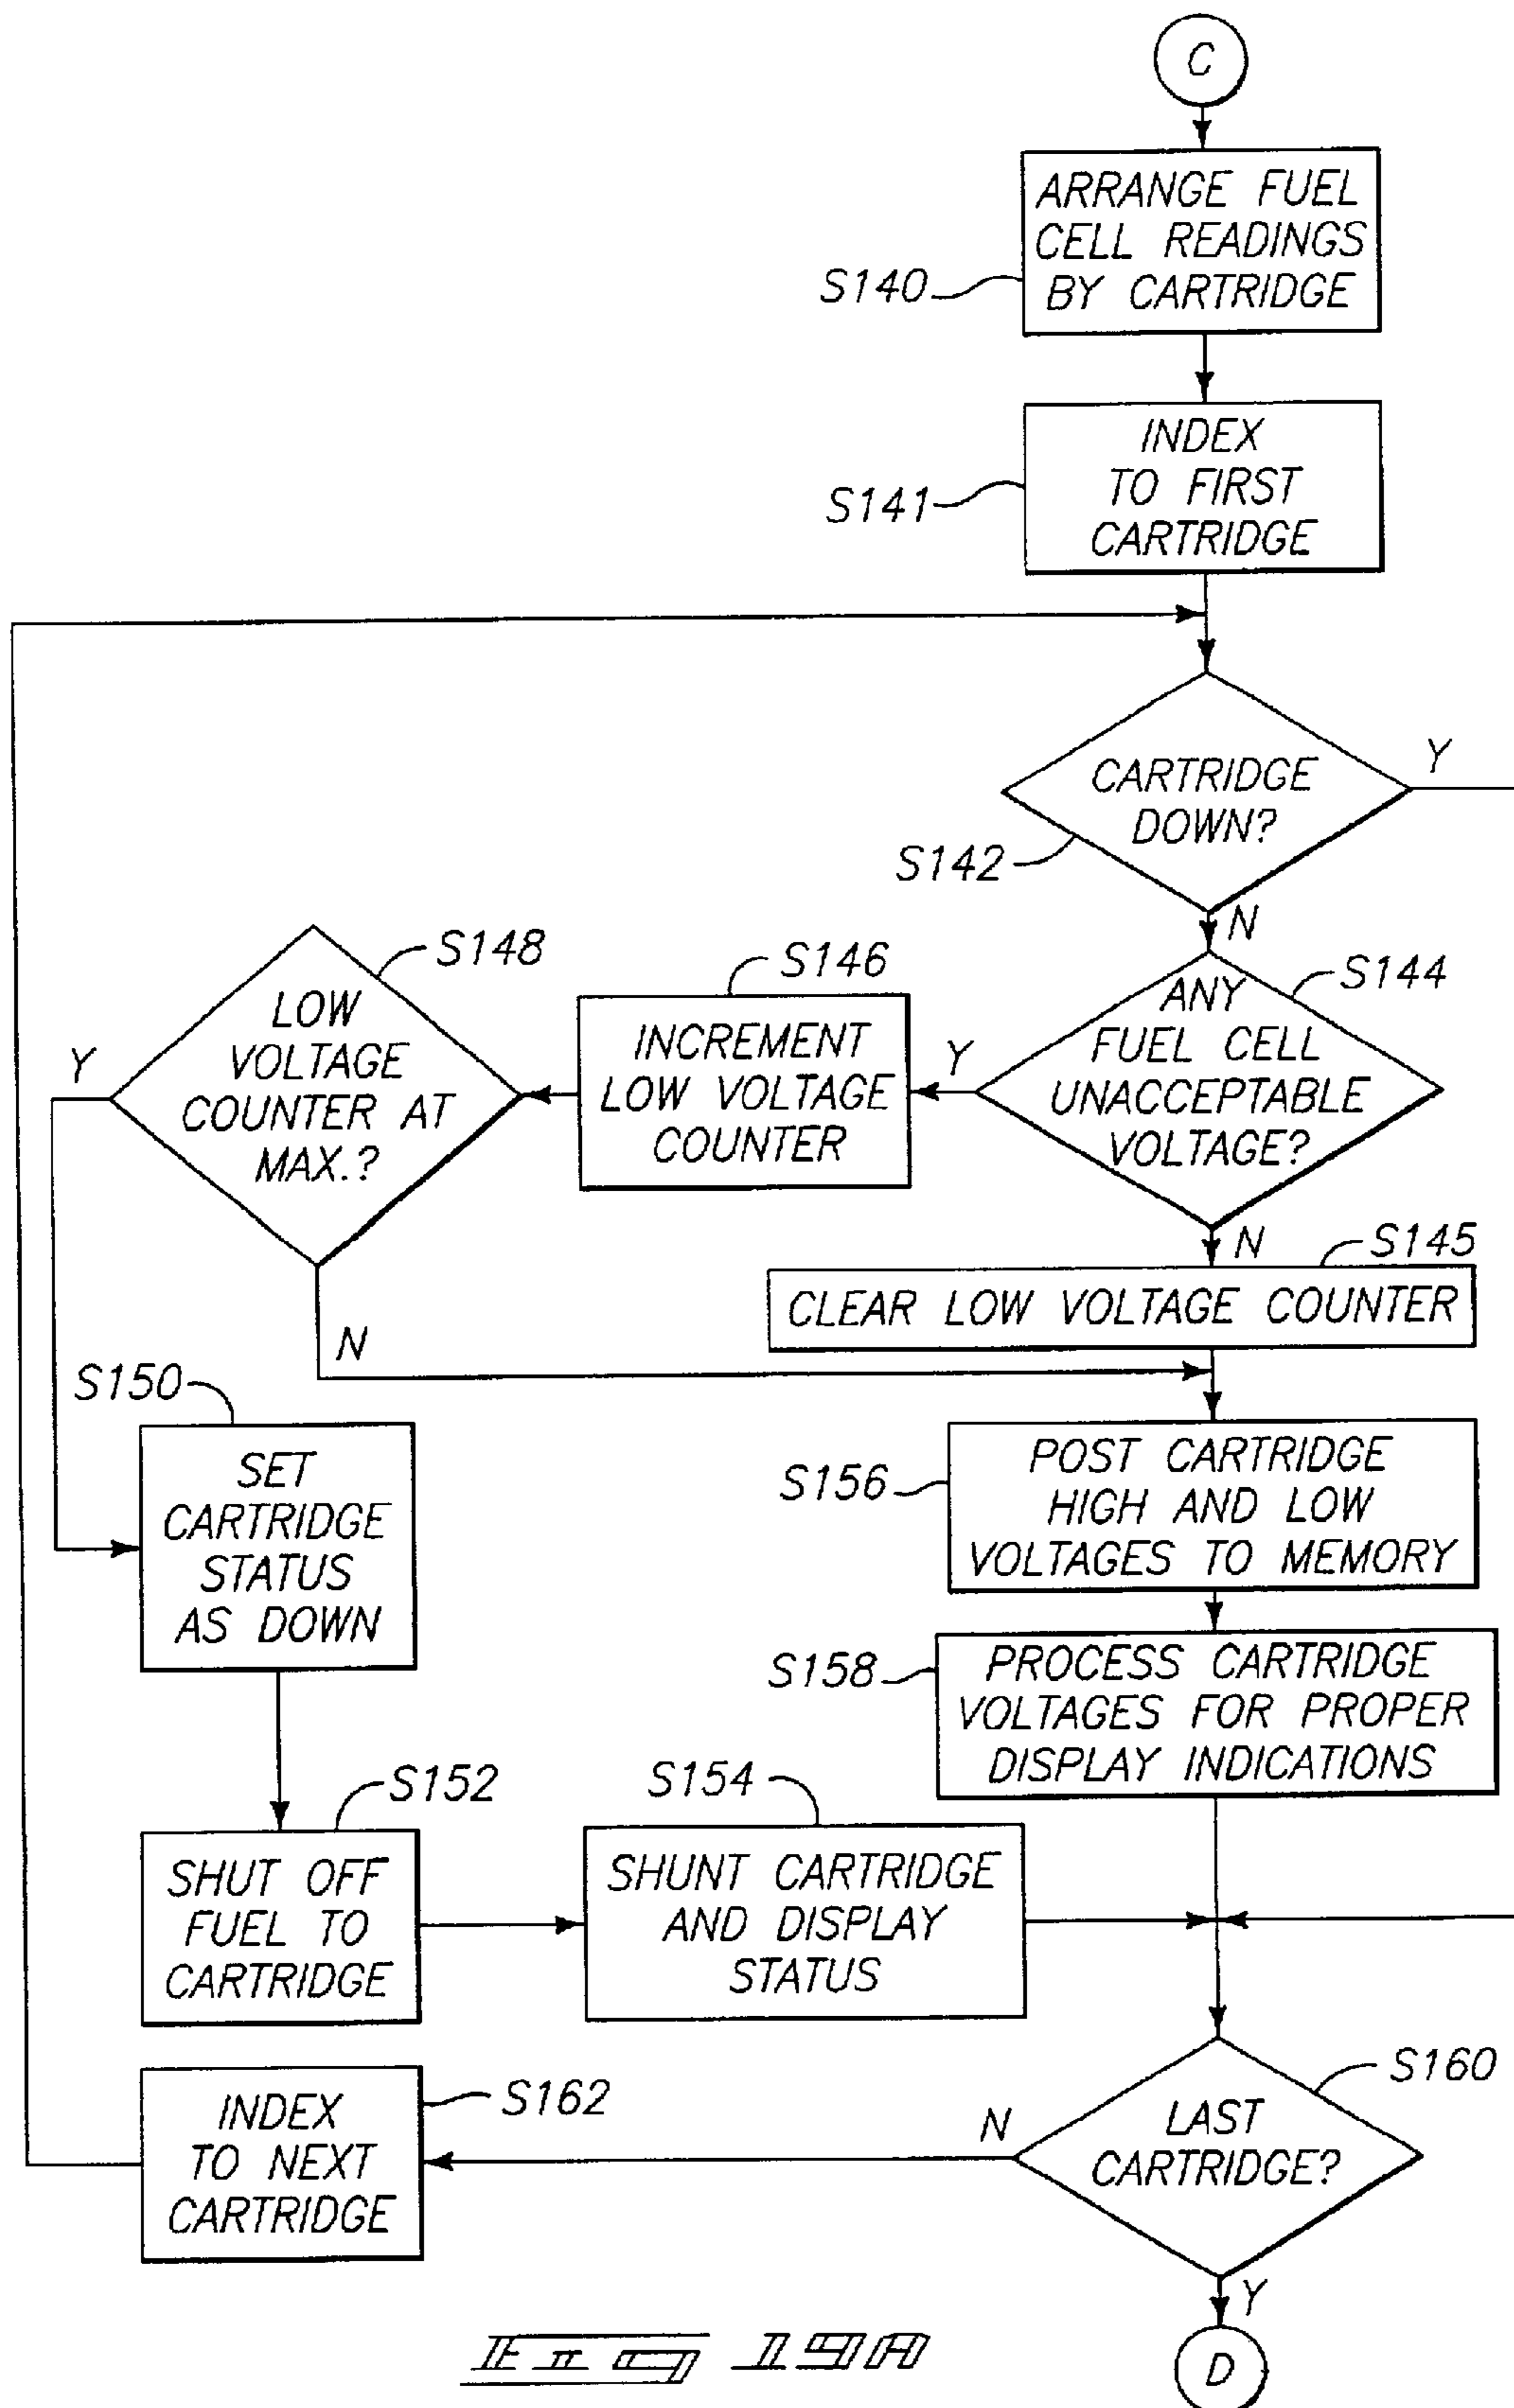 C
ARRANGE FUEL
CELL READINGS
BY CARTRIDGE
S140
INDEX
TO FIRST
CARTRIDGE
S141
CARTRIDGE
DOWN?
Y
S142
N
S148
S146
S144
LOW
VOLTAGE
COUNTER AT
MAX.?
Y
INCREMENT
LOW VOLTAGE
COUNTER
Y
ANY
FUEL CELL
UNACCEPTABLE
VOLTAGE?
N
S145
CLEAR LOW VOLTAGE COUNTER
N
S150
SET
CARTRIDGE
STATUS
AS DOWN
S156
POST CARTRIDGE
HIGH AND LOW
VOLTAGES TO MEMORY
S158
PROCESS CARTRIDGE
VOLTAGES FOR PROPER
DISPLAY INDICATIONS
S152
SHUT OFF
FUEL TO
CARTRIDGE
S154
SHUNT CARTRIDGE
AND DISPLAY
STATUS
S160
LAST
CARTRIDGE?
N
S162
INDEX
TO NEXT
CARTRIDGE
Y
D
Fig 19A